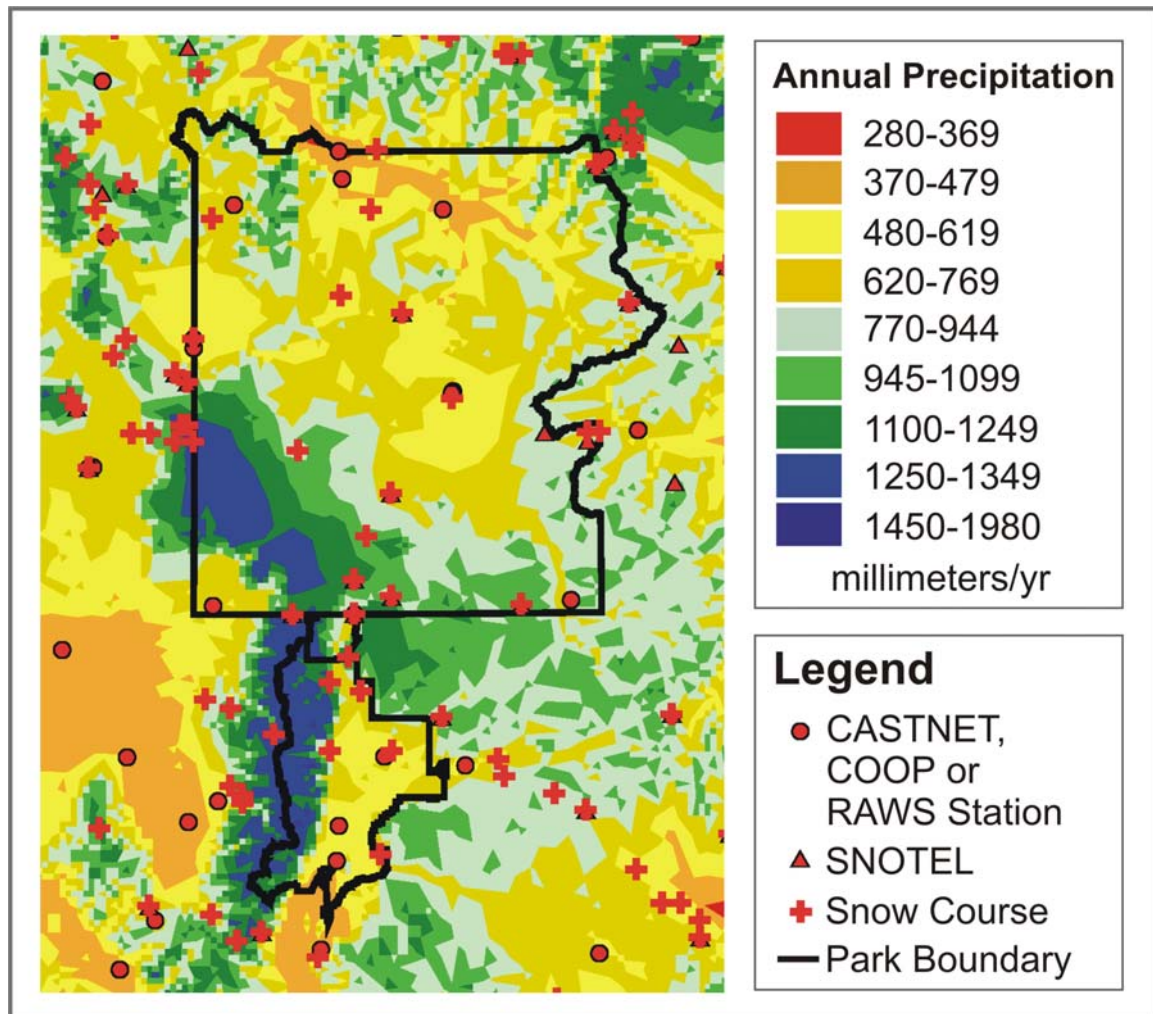 Annual Precipitation
280-369
370-479
480-619
620-769
770-944
945-1099
1100-1249
1250-1349
1450-1980
millimeters/yr
Legend
CASTNET,
COOP or
RAWS Station
SNOTEL
Snow Course
Park Boundary